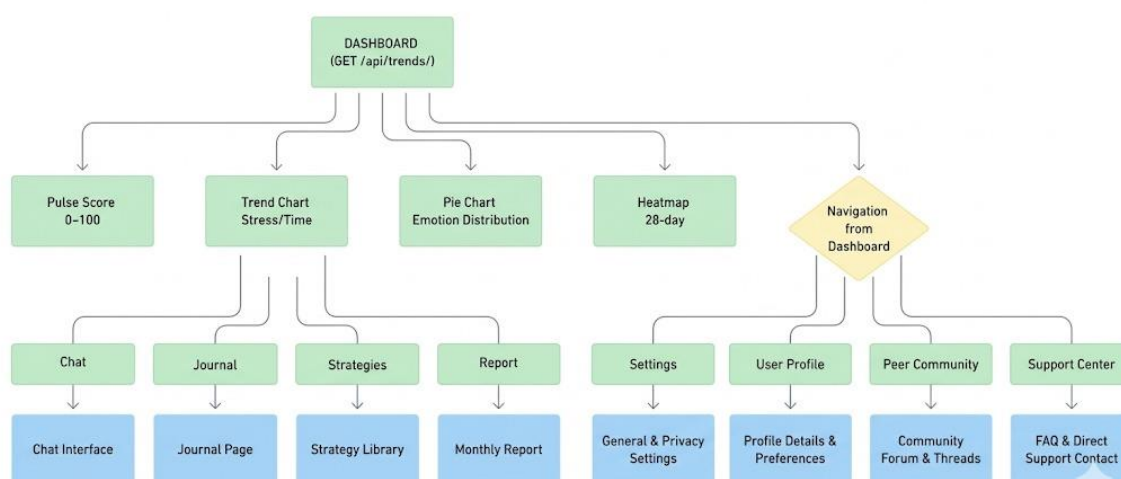 DASHBOARD
(GET /api/trends/)
Pulse Score
0–100
Trend Chart
Stress/Time
Pie Chart
Emotion Distribution
Heatmap
28-day
Navigation
from
Dashboard
Chat
Journal
Strategies
Report
Settings
User Profile
Peer Community
Support Center
Chat Interface
Journal Page
Strategy Library
Monthly Report
General & Privacy
Settings
Profile Details &
Preferences
Community
Forum & Threads
FAQ & Direct
Support Contact